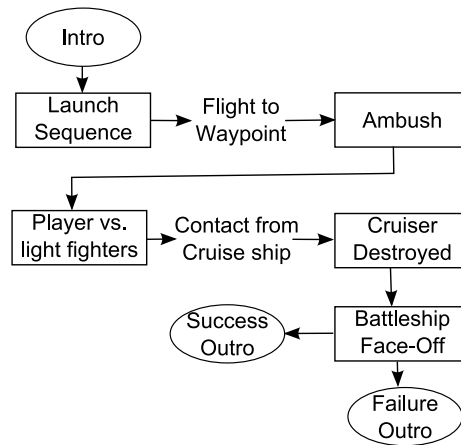 Intro
Launch
Sequence
Flight to
Waypoint
Ambush
Player vs.
light fighters
Contact from
Cruise ship
Cruiser
Destroyed
Success
Outro
Battleship
Face-Off
Failure
Outro